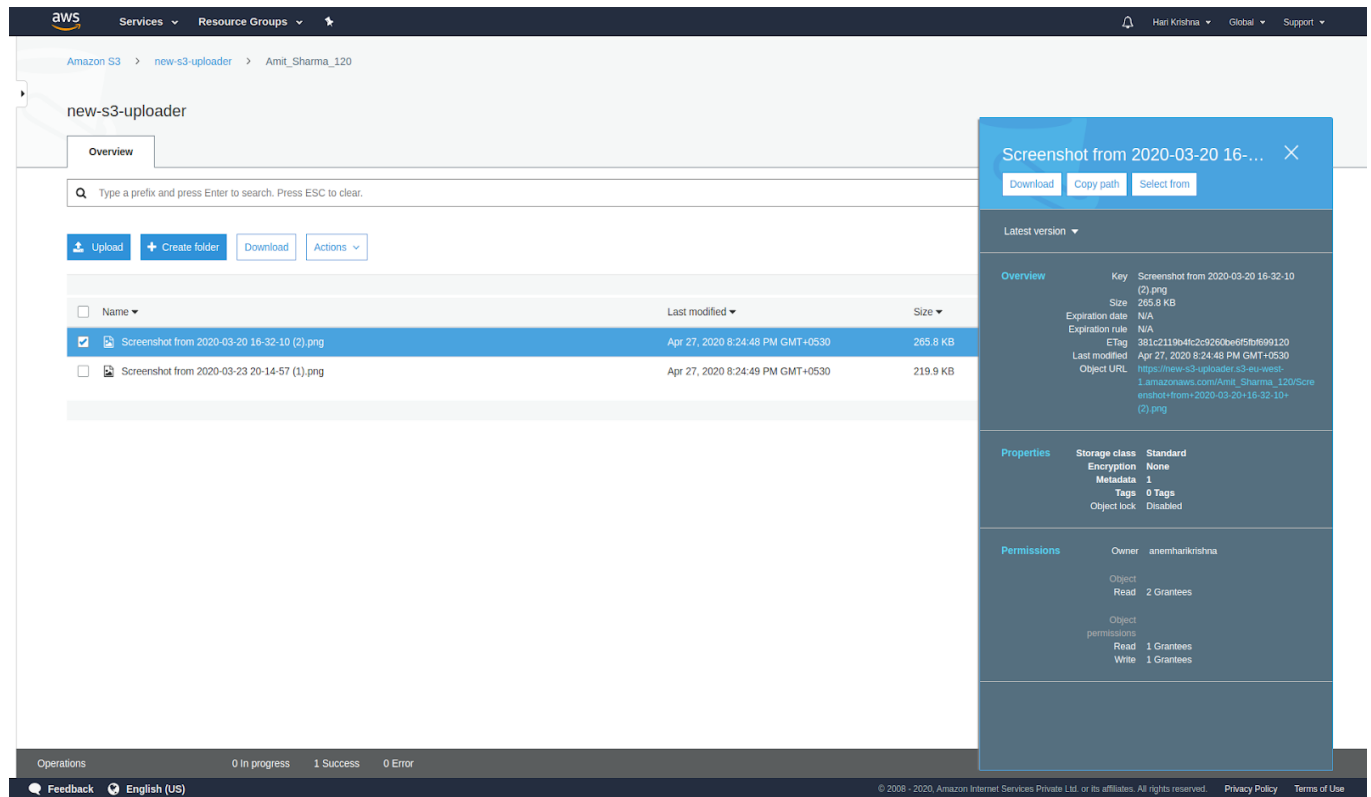 aws Services Resource Groups Hari Krishna Global Support
Amazon S3 > new-s3-uploader > Amit_Sharma_120
new-s3-uploader
Overview
Type a prefix and press Enter to search. Press ESC to clear.
Upload + Create folder Download Actions
Name Last modified Size
Screenshot from 2020-03-20 16-32-10 (2).png Apr 27, 2020 8:24:48 PM GMT+0530 265.8 KB
Screenshot from 2020-03-23 20-14-57 (1).png Apr 27, 2020 8:24:49 PM GMT+0530 219.9 KB
Screenshot from 2020-03-20 16-...
Download Copy path Select from
Latest version
Overview Key Screenshot from 2020-03-20 16-32-10
(2).png
Size 265.8 KB
Expiration date N/A
Expiration rule N/A
ETag 381c2119b4fc2c9260be6f5fbf699120
Last modified Apr 27, 2020 8:24:48 PM GMT+0530
Object URL https://new-s3-uploader.s3-eu-west-
1.amazonaws.com/Amit_Sharma_120/Scre
enshot+from+2020-03-20+16-32-10+
(2).png
Properties Storage class Standard
Encryption None
Metadata 1
Tags 0 Tags
Object lock Disabled
Permissions Owner anemharikrishna
Object
Read 2 Grantees
Object
permissions
Read 1 Grantees
Write 1 Grantees
Operations 0 In progress 1 Success 0 Error
Feedback English (US) © 2008 - 2020, Amazon Internet Services Private Ltd. or its affiliates. All rights reserved. Privacy Policy Terms of Use